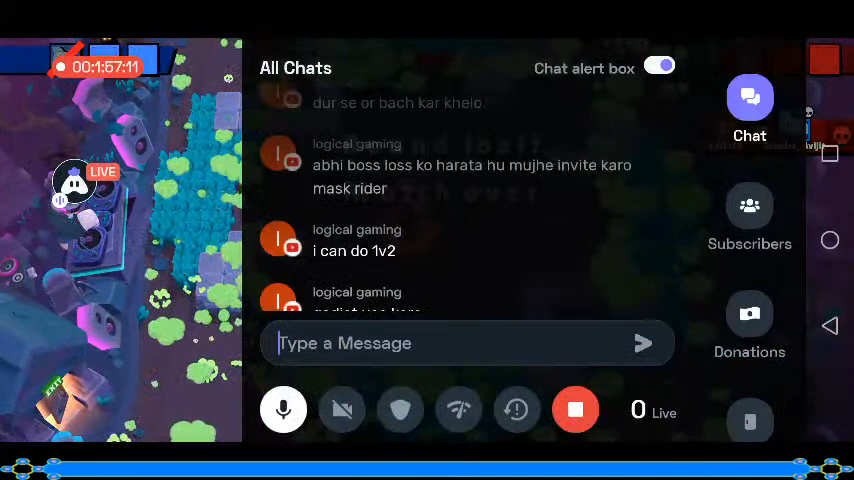 00:1:57:11
All Chats
Chat alert box
dur se or bach kar khelo.
logical gaming
abhi boss loss ko harata hu mujhe invite karo
mask rider
Chat
LIVE
logical gaming
i can do 1v2
Subscribers
logical gaming
Type a Message
Donations
EXIT
0 Live